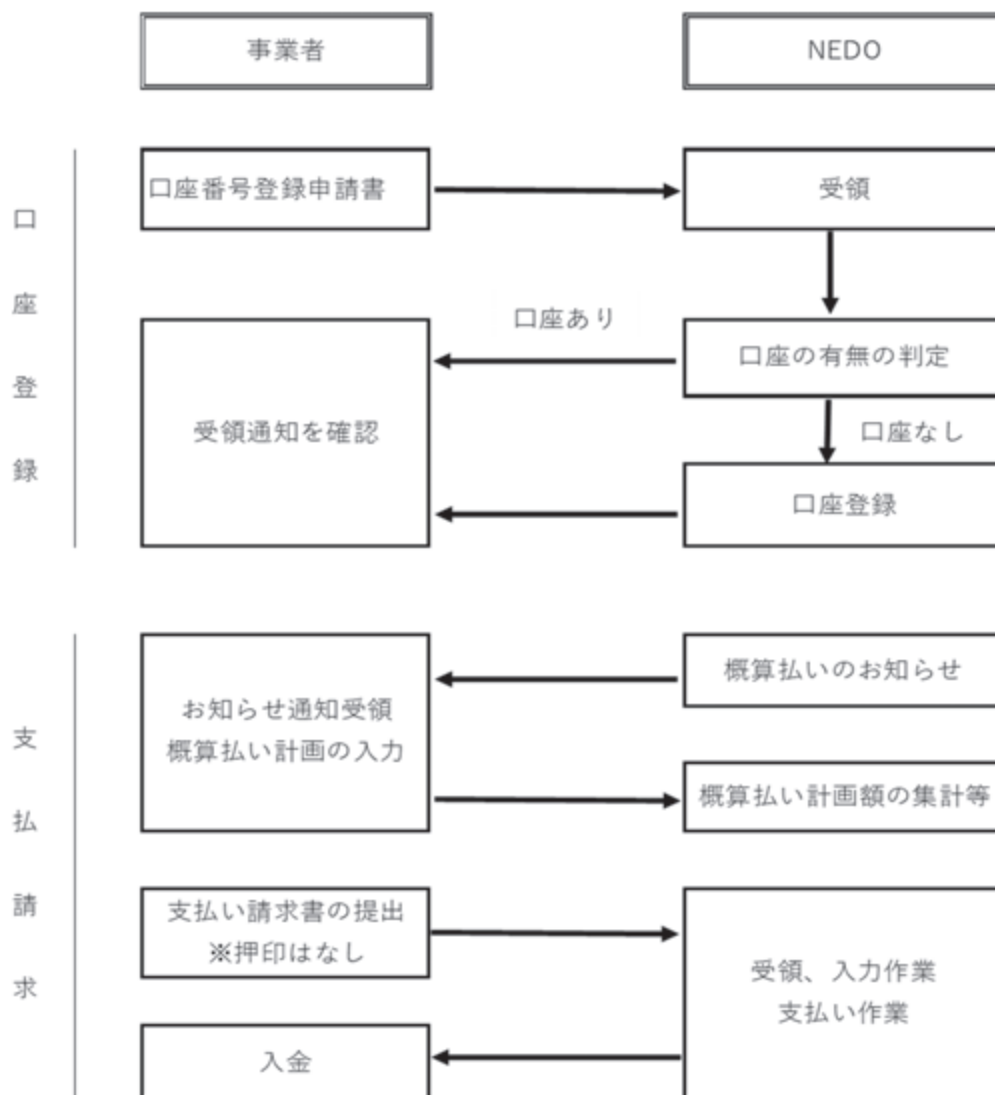 事業者
NEDO
口座登録
口座番号登録申請書
受領
口座あり
口座の有無の判定
受領通知を確認
口座なし
口座登録
支払請求
概算払いのお知らせ
お知らせ通知受領
概算払い計画の入力
概算払い計画額の集計等
支払い請求書の提出
※押印はなし
受領、入力作業
支払い作業
入金